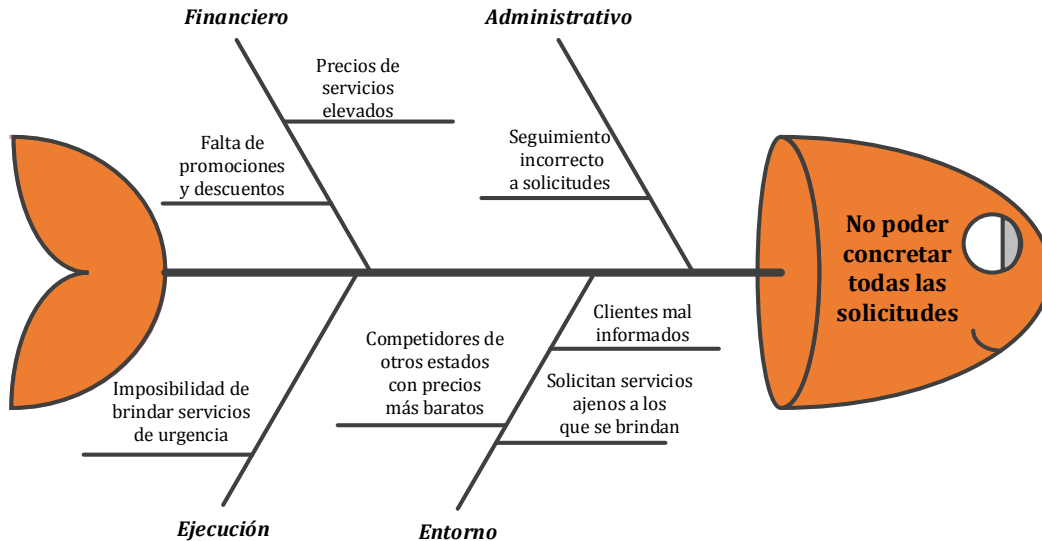 Financiero
Administrativo
Precios de
servicios
elevados
Falta de
promociones
y descuentos
Seguimiento
incorrecto
a solicitudes
No poder
concretar
todas las
solicitudes
Clientes mal
informados
Competidores de
otros estados
con precios
más baratos
Solicitan servicios
ajenos a los
que se brindan
Imposibilidad de
brindar servicios
de urgencia
Ejecución
Entorno